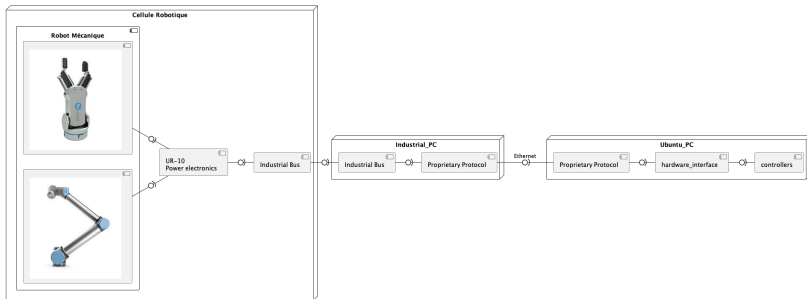 Cellule Robotique
Robot Mécanique
UR-10
Power electronics
Industrial Bus
Industrial_PC
Industrial Bus
Proprietary Protocol
Ethernet
Ubuntu_PC
Proprietary Protocol
hardware_interface
controllers